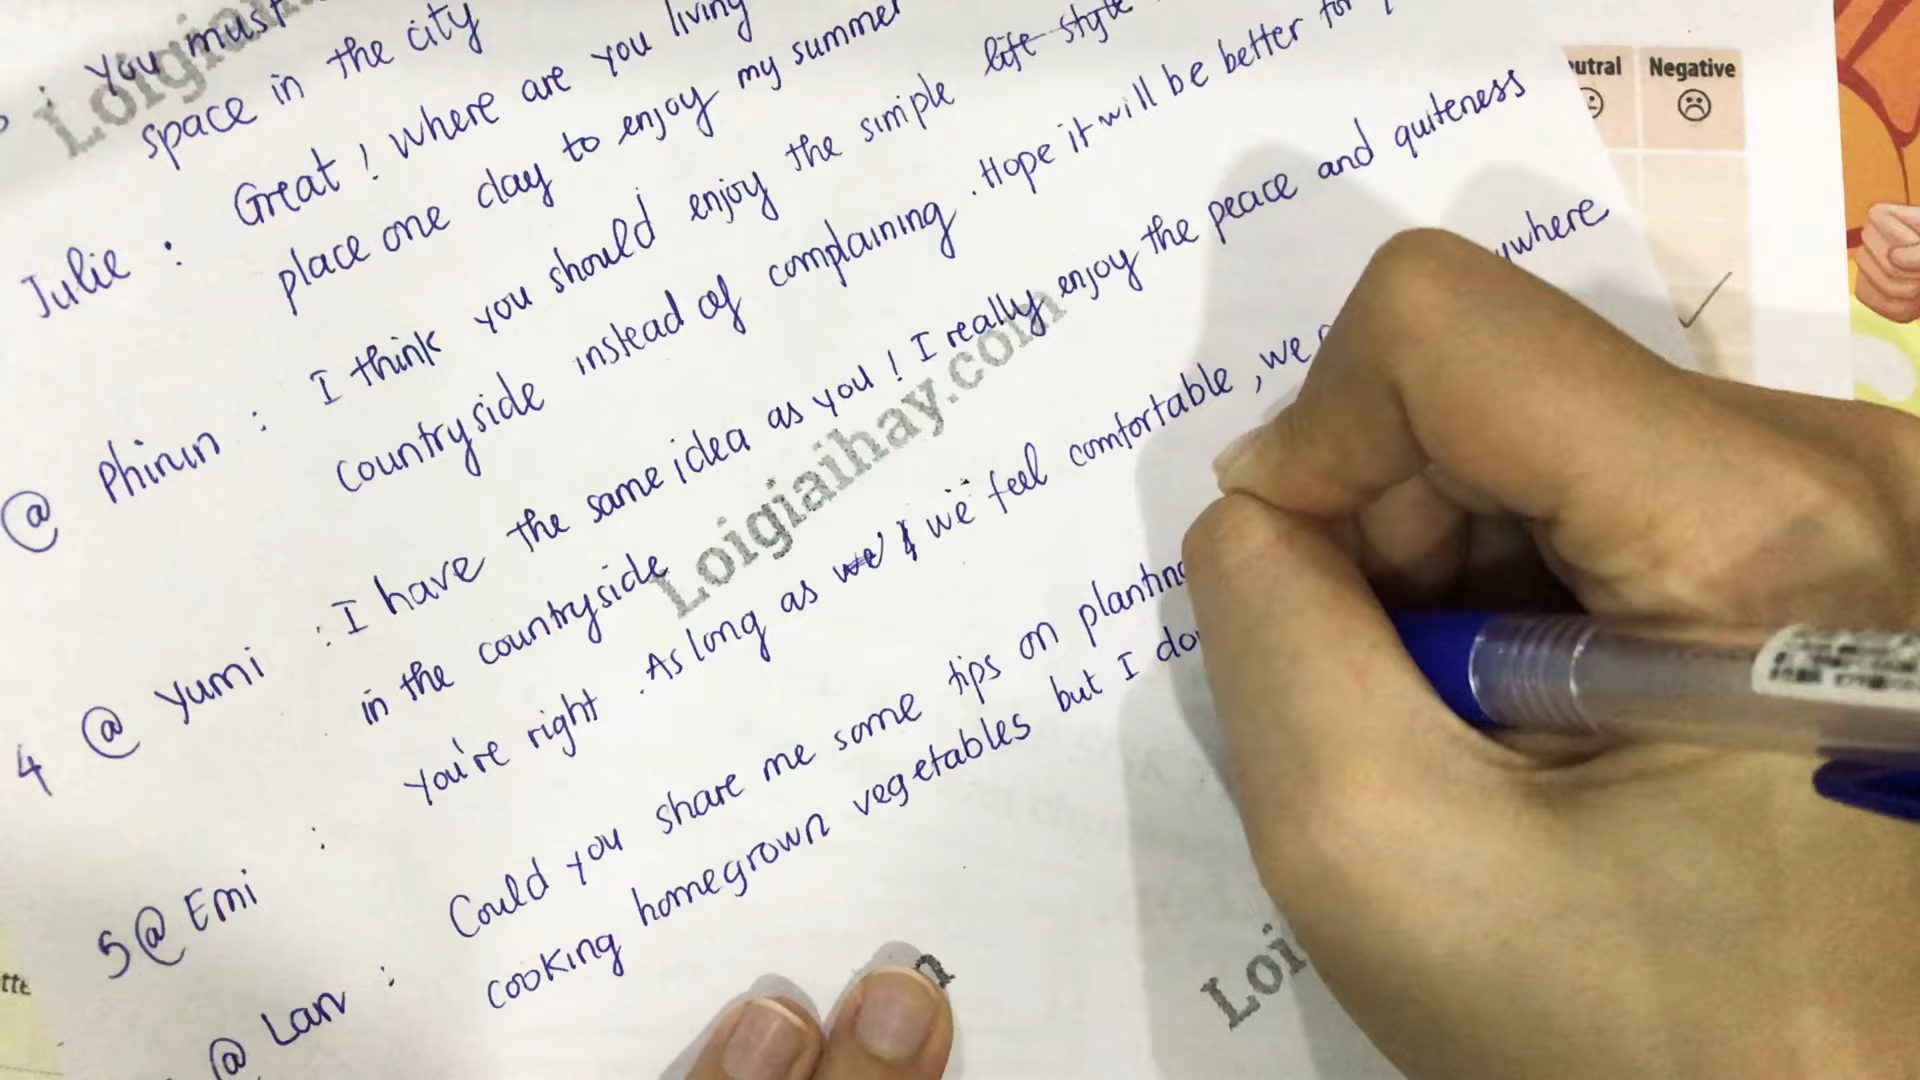 : You must
space in the city
Julie : Great! Where are you living
place one day to enjoy my summer
@ Phirun : I think you should enjoy the simple life style
countryside instead of complaining. Hope it will be better for
4 @ Yumi : I have the same idea as you! I really enjoy the peace and quiteness
in the countryside
5 @ Emi : You're right. As long as we feel comfortable, we
@ Lan : Could you share me some tips on planting
cooking homegrown vegetables but I do
Negative
Loigiaihay.com